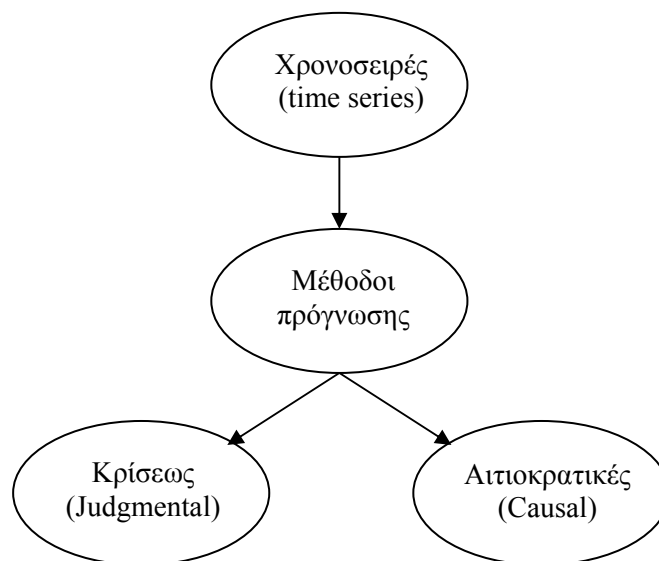 Χρονοσειρές
(time series)
Μέθοδοι
πρόγνωσης
Κρίσεως
(Judgmental)
Αιτιοκρατικές
(Causal)